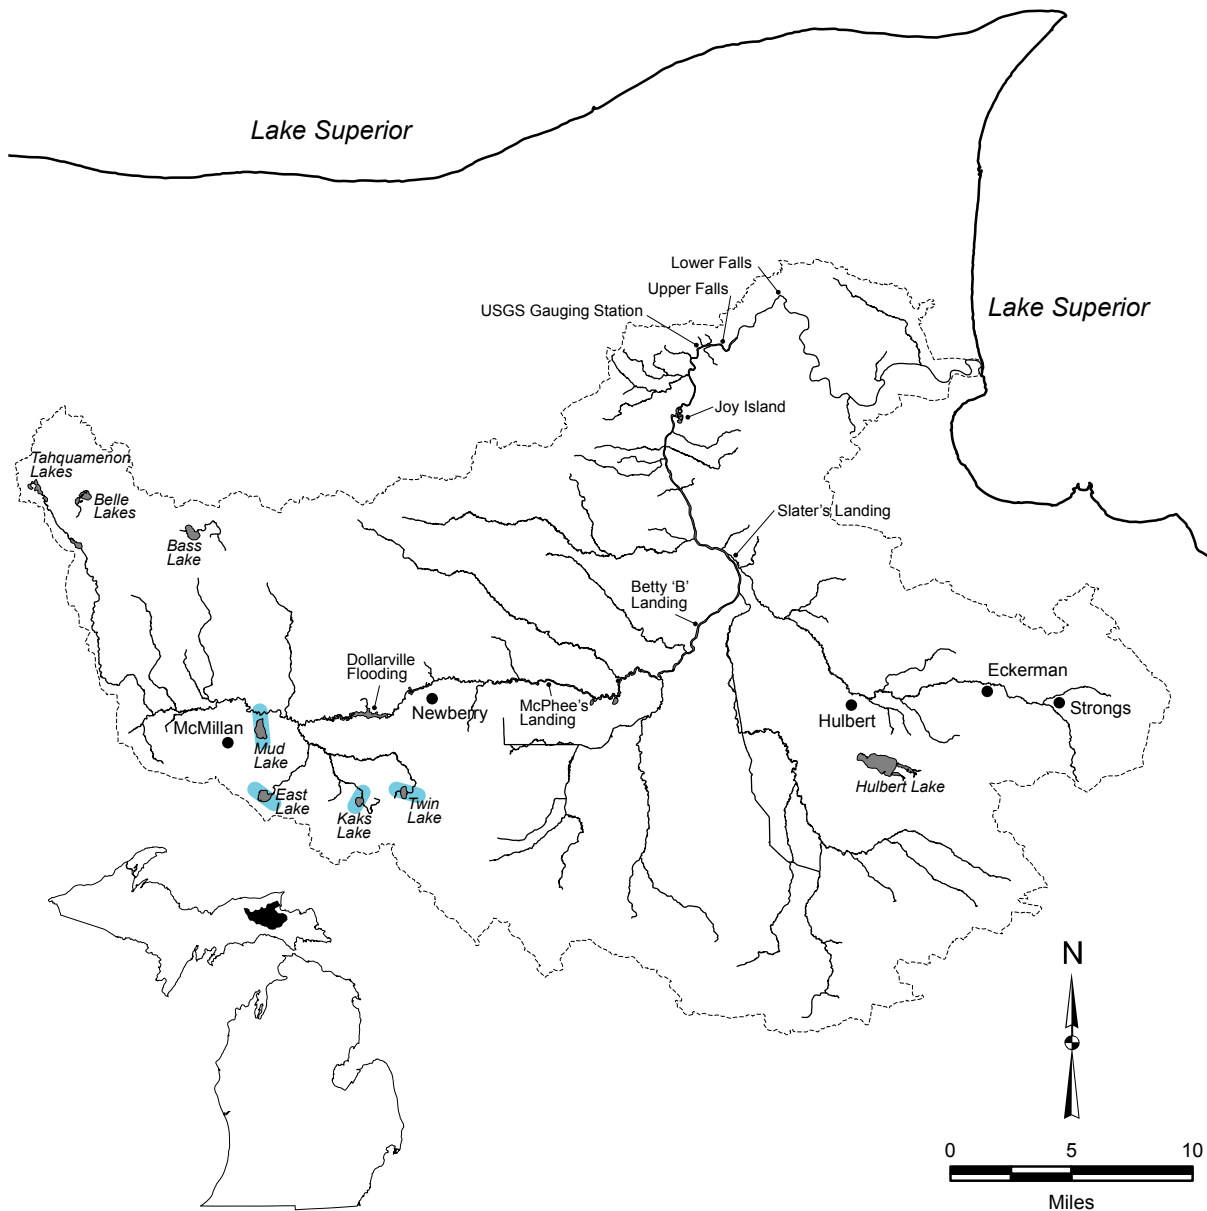 Lake Superior
Lower Falls
Upper Falls
Lake Superior
USGS Gauging Station
Joy Island
Tahquamenon
Lakes
Belle
Lakes
Slater's Landing
Bass
Lake
Betty 'B'
Landing
Dollarville
Flooding
Eckerman
McPhee's
Landing
Newberry
Hulbert
Strongs
McMillan
Mud
Lake
Hulbert Lake
East
Lake
Kaks
Lake
Twin
Lake
N
0 5 10
Miles